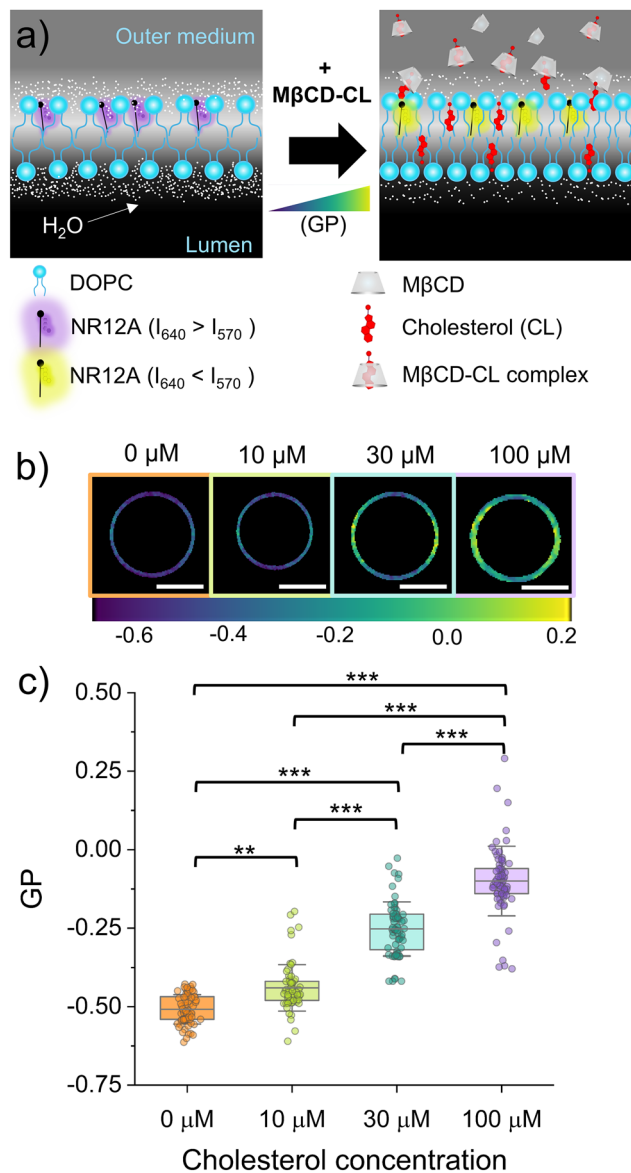 a)
Outer medium
+
MβCD-CL
(GP)
H₂O
Lumen
DOPC
NR12A (I₆₄₀ > I₅₇₀ )
NR12A (I₆₄₀ < I₅₇₀ )
MβCD
Cholesterol (CL)
MβCD-CL complex
b)
0 μM 10 μM 30 μM 100 μM
-0.6 -0.4 -0.2 0.0 0.2
c)
***
***
***
***
***
**
0.50
0.25
0.00
-0.25
-0.50
-0.75
GP
0 μM 10 μM 30 μM 100 μM
Cholesterol concentration